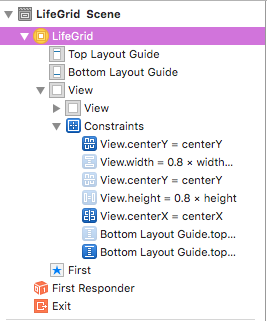 LifeGrid Scene
LifeGrid
Top Layout Guide
Bottom Layout Guide
View
View
Constraints
View.centerY = centerY
View.width = 0.8 × width...
View.centerY = centerY
View.height = 0.8 × height
View.centerX = centerX
Bottom Layout Guide.top...
Bottom Layout Guide.top...
First
First Responder
Exit